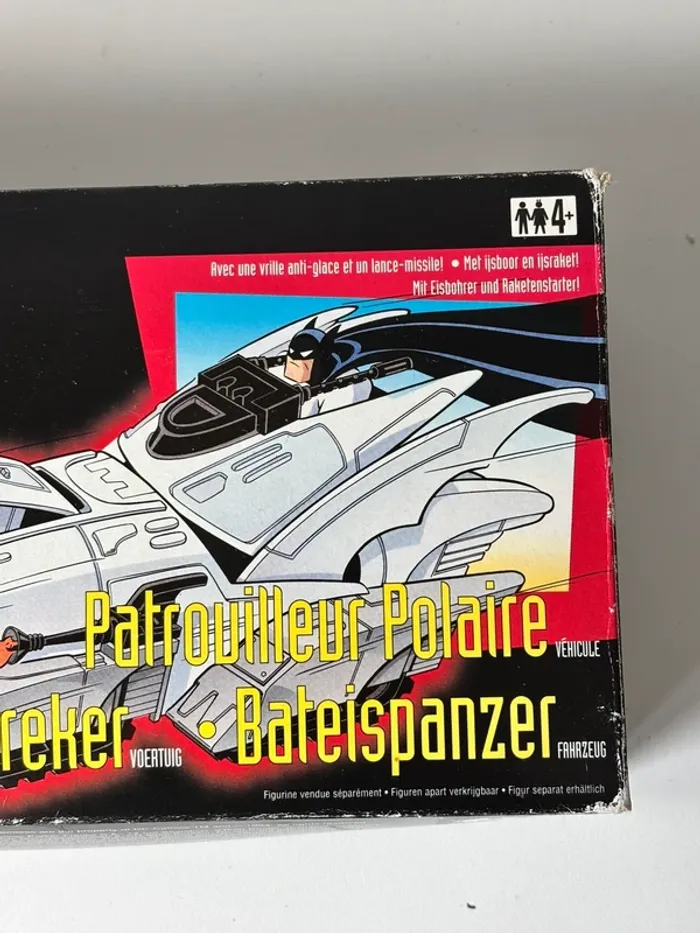 4+
Avec une vrille anti-glace et un lance-missile! • Met ijsboor en ijsraket!
Mit Eisbohrer und Raketenstarter!
Patrouilleur Polaire VÉHICULE
reker VOERTUIG • Bateispanzer FAHRZEUG
Figurine vendue séparément • Figuren apart verkrijgbaar • Figur separat erhältlich